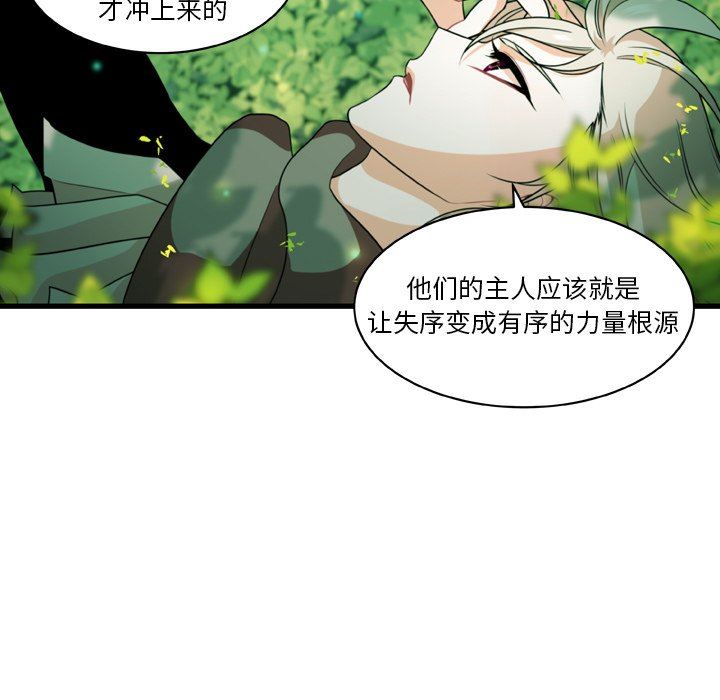 才冲上来的
他们的主人应该就是
让失序变成有序的力量根源